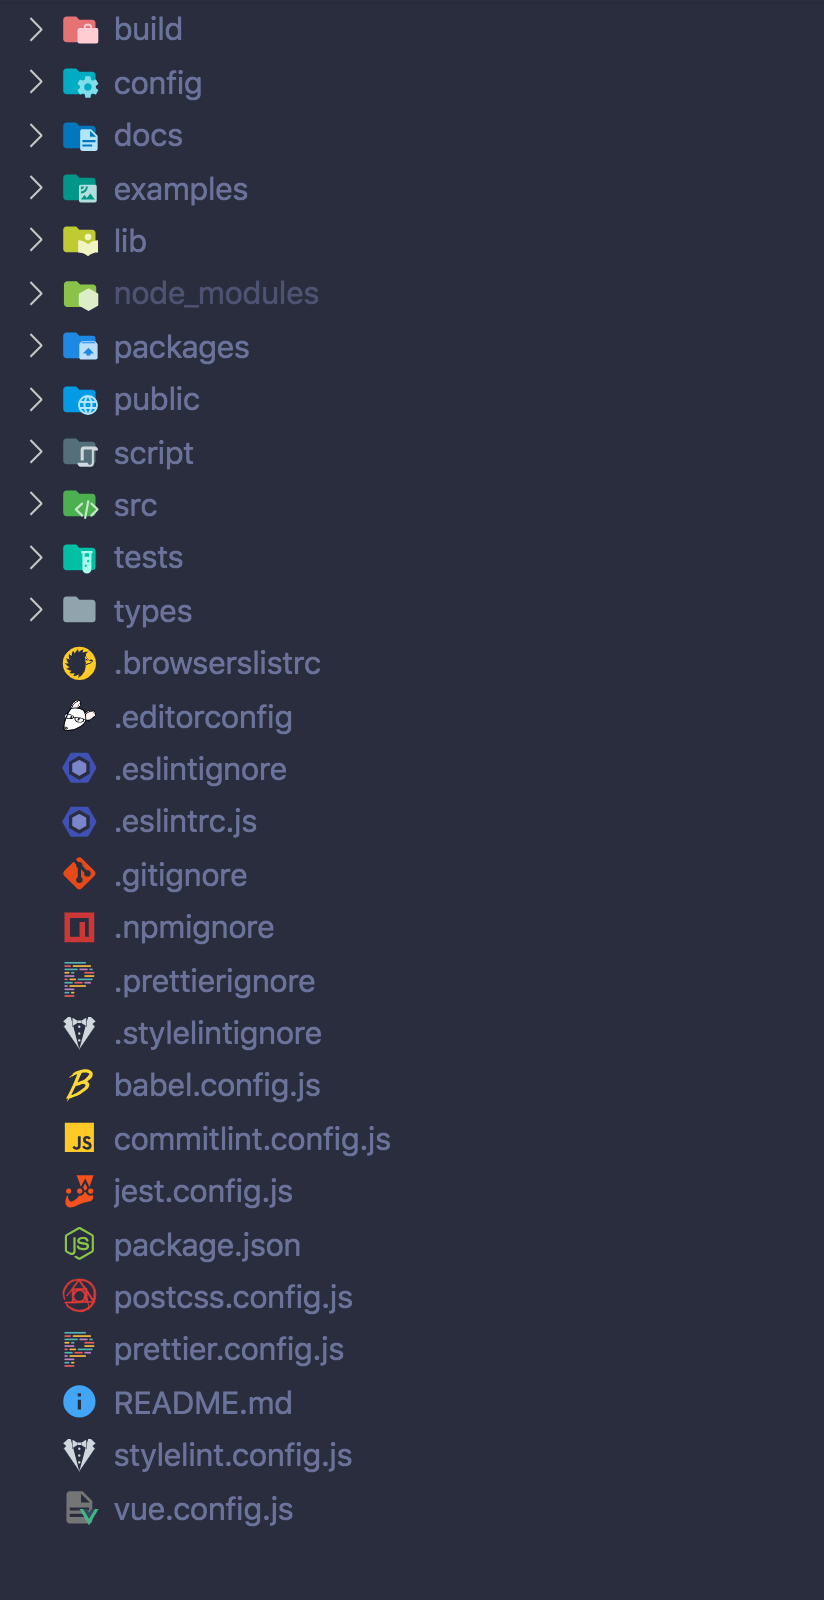 build
config
docs
examples
lib
node_modules
packages
public
script
src
tests
types
.browserslistrc
.editorconfig
.eslintignore
.eslintrc.js
.gitignore
.npmignore
.prettierignore
.stylelintignore
babel.config.js
JS commitlint.config.js
jest.config.js
JS package.json
postcss.config.js
prettier.config.js
README.md
stylelint.config.js
vue.config.js